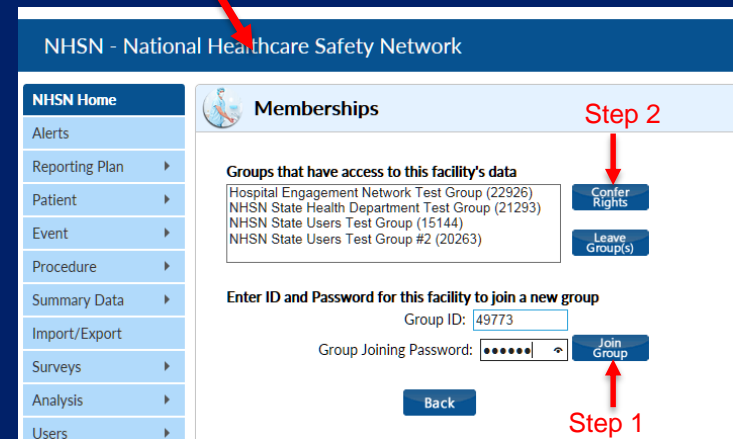 NHSN - National Healthcare Safety Network
NHSN Home
Alerts
Reporting Plan
Patient
Event
Procedure
Summary Data
Import/Export
Surveys
Analysis
Users
Memberships
Step 2
Groups that have access to this facility's data
Hospital Engagement Network Test Group (22926)
NHSN State Health Department Test Group (21293)
NHSN State Users Test Group (15144)
NHSN State Users Test Group #2 (20263)
Confer
Rights
Leave
Group(s)
Enter ID and Password for this facility to join a new group
Group ID: 49773
Group Joining Password: ••••••
Join
Group
Back
Step 1